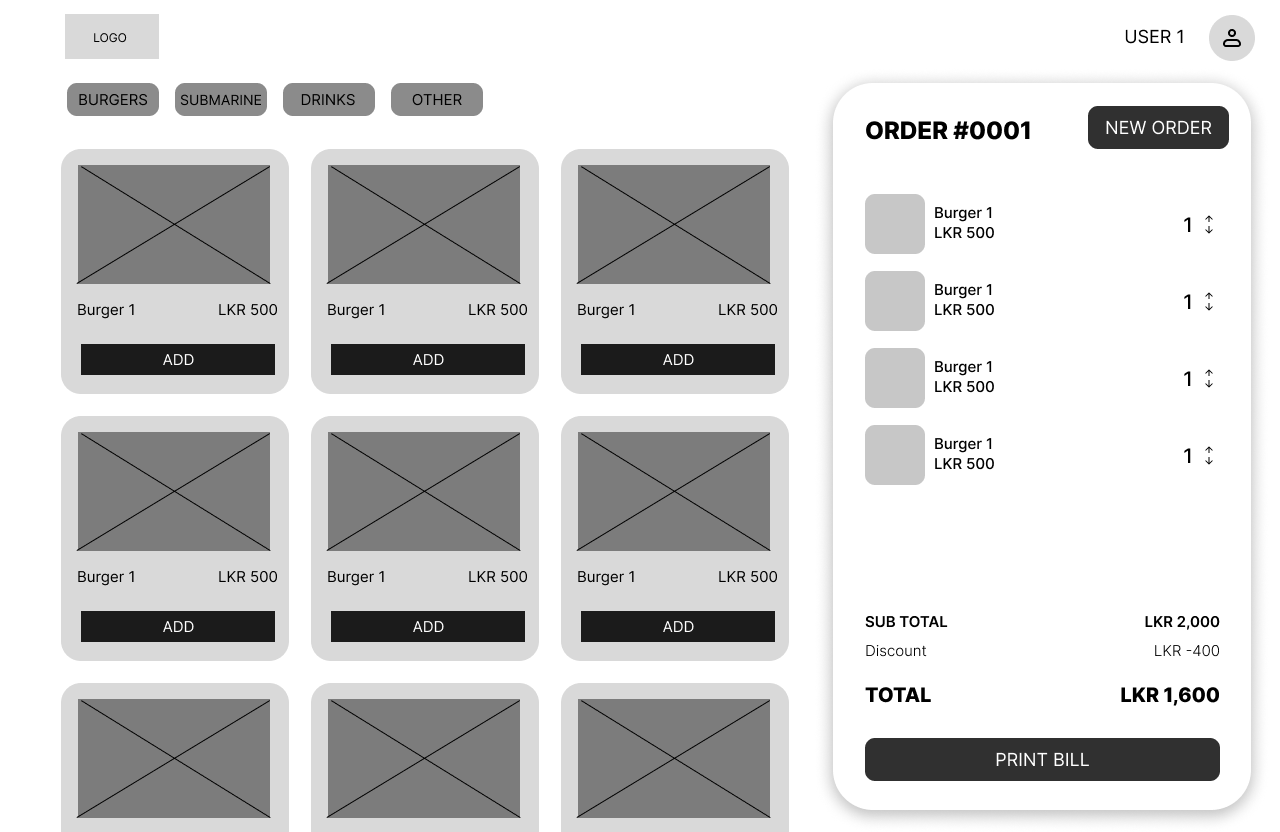 LOGO
USER 1
BURGERS SUBMARINE DRINKS OTHER
Burger 1 LKR 500
ADD
Burger 1 LKR 500
ADD
Burger 1 LKR 500
ADD
Burger 1 LKR 500
ADD
Burger 1 LKR 500
ADD
Burger 1 LKR 500
ADD
ORDER #0001
NEW ORDER
Burger 1
LKR 500
1
Burger 1
LKR 500
1
Burger 1
LKR 500
1
Burger 1
LKR 500
1
SUB TOTAL LKR 2,000
Discount LKR -400
TOTAL LKR 1,600
PRINT BILL